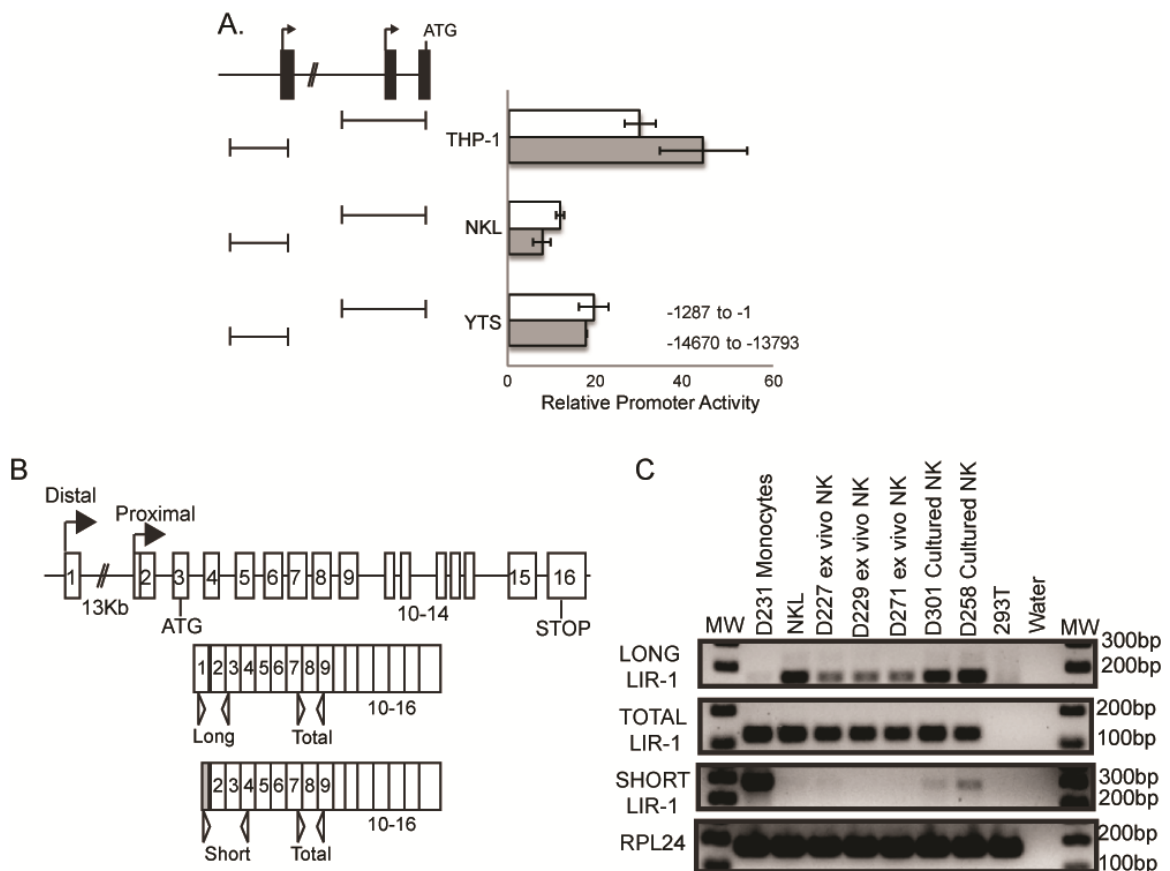 A.
ATG
THP-1
NKL
YTS
-1287 to -1
-14670 to -13793
0 20 40 60
Relative Promoter Activity
B
Distal
Proximal
1 2 3 4 5 6 7 8 9 15 16
13Kb
10-14
ATG
STOP
1 2 3 4 5 6 7 8 9
10-16
Long Total
2 3 4 5 6 7 8 9
10-16
Short Total
C
MW
D231 Monocytes
NKL
D227 ex vivo NK
D229 ex vivo NK
D271 ex vivo NK
D301 Cultured NK
D258 Cultured NK
293T
Water
MW
LONG
LIR-1
300bp
200bp
TOTAL
LIR-1
200bp
100bp
SHORT
LIR-1
300bp
200bp
RPL24
200bp
100bp